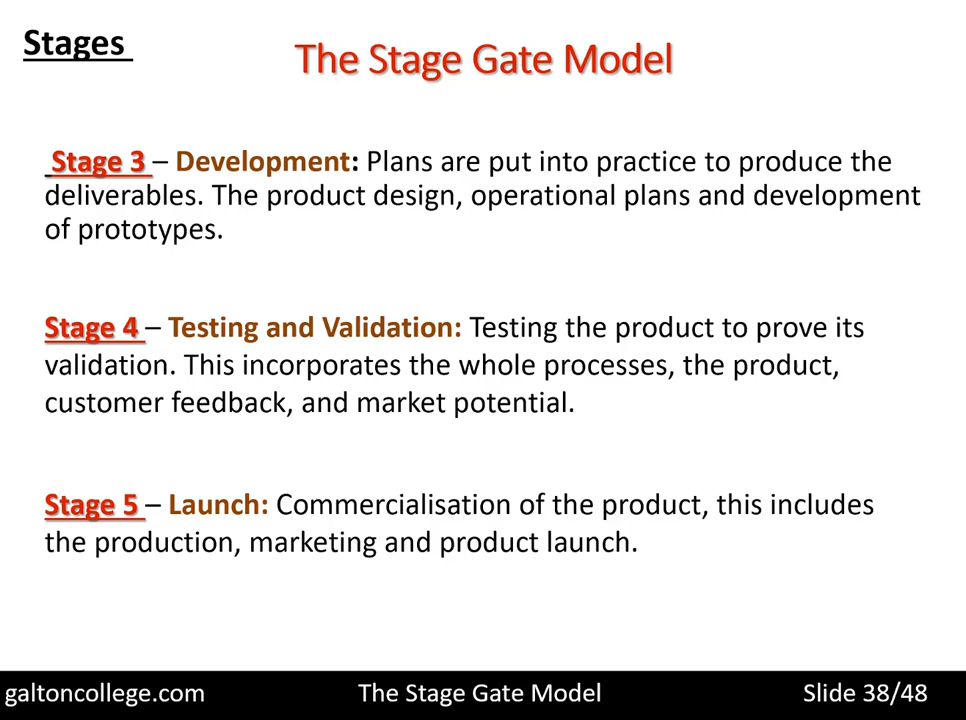 Stages
The Stage Gate Model
Stage 3 – Development: Plans are put into practice to produce the
deliverables. The product design, operational plans and development
of prototypes.
Stage 4 – Testing and Validation: Testing the product to prove its
validation. This incorporates the whole processes, the product,
customer feedback, and market potential.
Stage 5 – Launch: Commercialisation of the product, this includes
the production, marketing and product launch.
galtoncollege.com The Stage Gate Model Slide 38/48